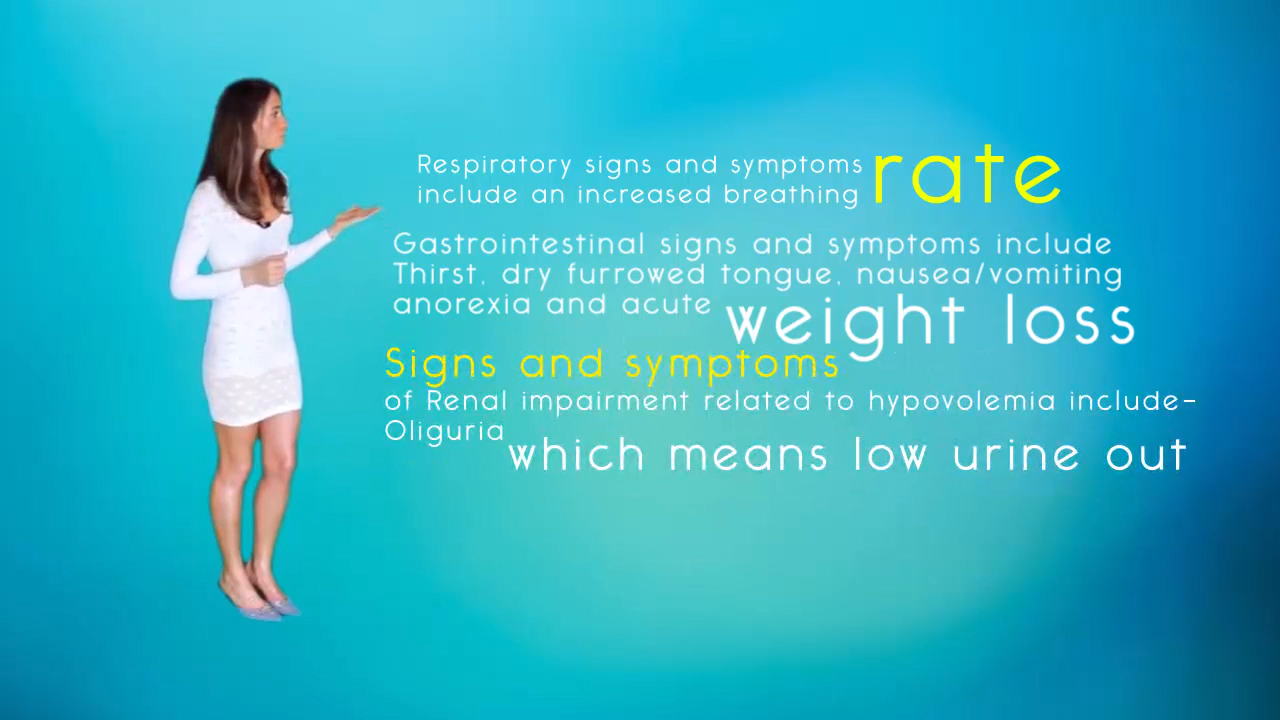 Respiratory signs and symptoms
include an increased breathing rate
Gastrointestinal signs and symptoms include
Thirst, dry furrowed tongue, nausea/vomiting
anorexia and acute weight loss
Signs and symptoms
of Renal impairment related to hypovolemia include-
Oliguria which means low urine out